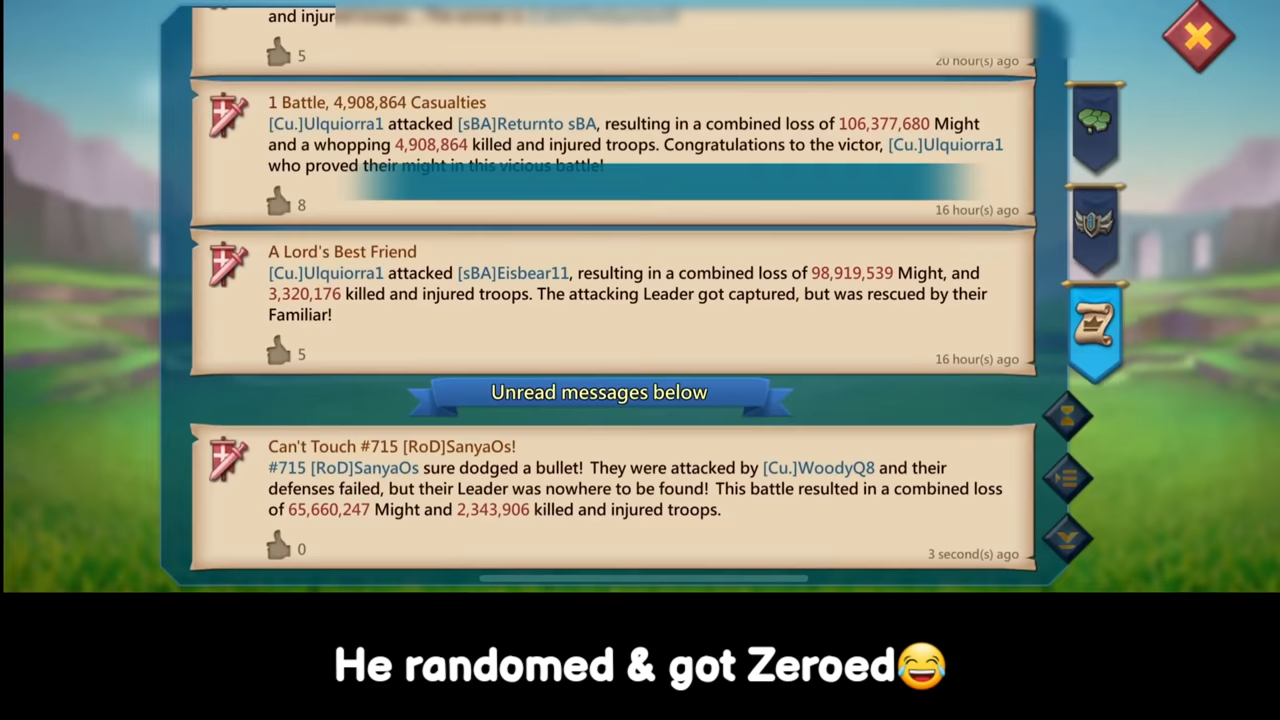 and injur
5
20 hour(s) ago
1 Battle, 4,908,864 Casualties
[Cu.]Ulquiorra1 attacked [sBA]Returnto sBA, resulting in a combined loss of 106,377,680 Might
and a whopping 4,908,864 killed and injured troops. Congratulations to the victor, [Cu.]Ulquiorra1
who proved their might in this vicious battle!
8
16 hour(s) ago
A Lord's Best Friend
[Cu.]Ulquiorra1 attacked [sBA]Eisbear11, resulting in a combined loss of 98,919,539 Might, and
3,320,176 killed and injured troops. The attacking Leader got captured, but was rescued by their
Familiar!
5
16 hour(s) ago
Unread messages below
Can't Touch #715 [RoD]SanyaOs!
#715 [RoD]SanyaOs sure dodged a bullet! They were attacked by [Cu.]WoodyQ8 and their
defenses failed, but their Leader was nowhere to be found! This battle resulted in a combined loss
of 65,660,247 Might and 2,343,906 killed and injured troops.
0
3 second(s) ago
He randomed & got Zeroed😂